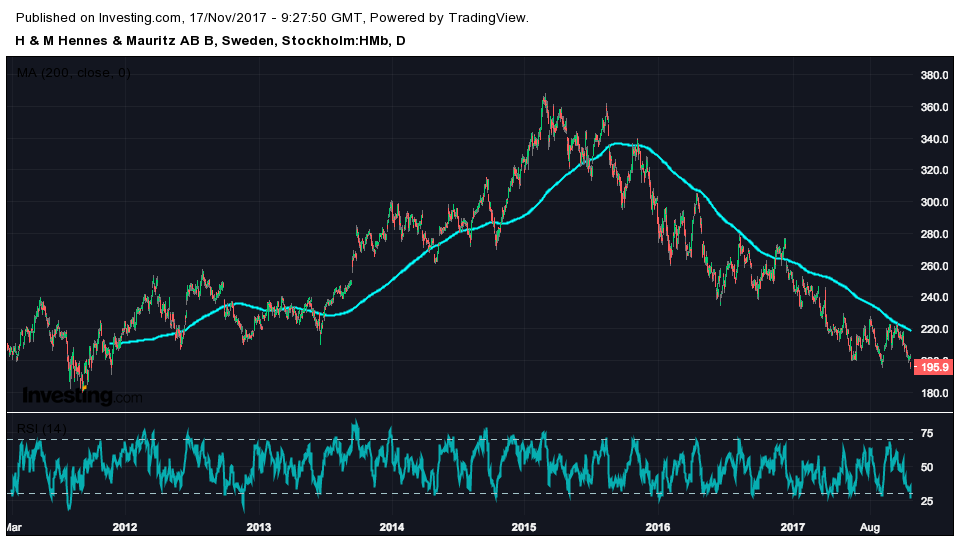 Published on Investing.com, 17/Nov/2017 - 9:27:50 GMT, Powered by TradingView.
H & M Hennes & Mauritz AB B, Sweden, Stockholm:HMb, D
MA (200, close, 0)
380.0
360.0
340.0
320.0
300.0
280.0
260.0
240.0
220.0
200.0
195.9
180.0
Investing.com
RSI (14)
75
50
25
Mar 2012 2013 2014 2015 2016 2017 Aug